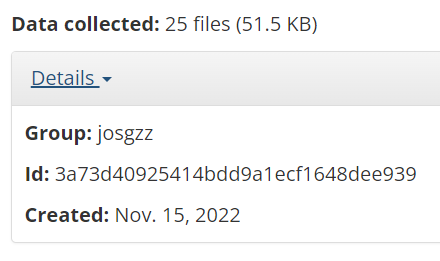 Data collected: 25 files (51.5 KB)
Details
Group: josgzz
Id: 3a73d40925414bdd9a1ecf1648dee939
Created: Nov. 15, 2022